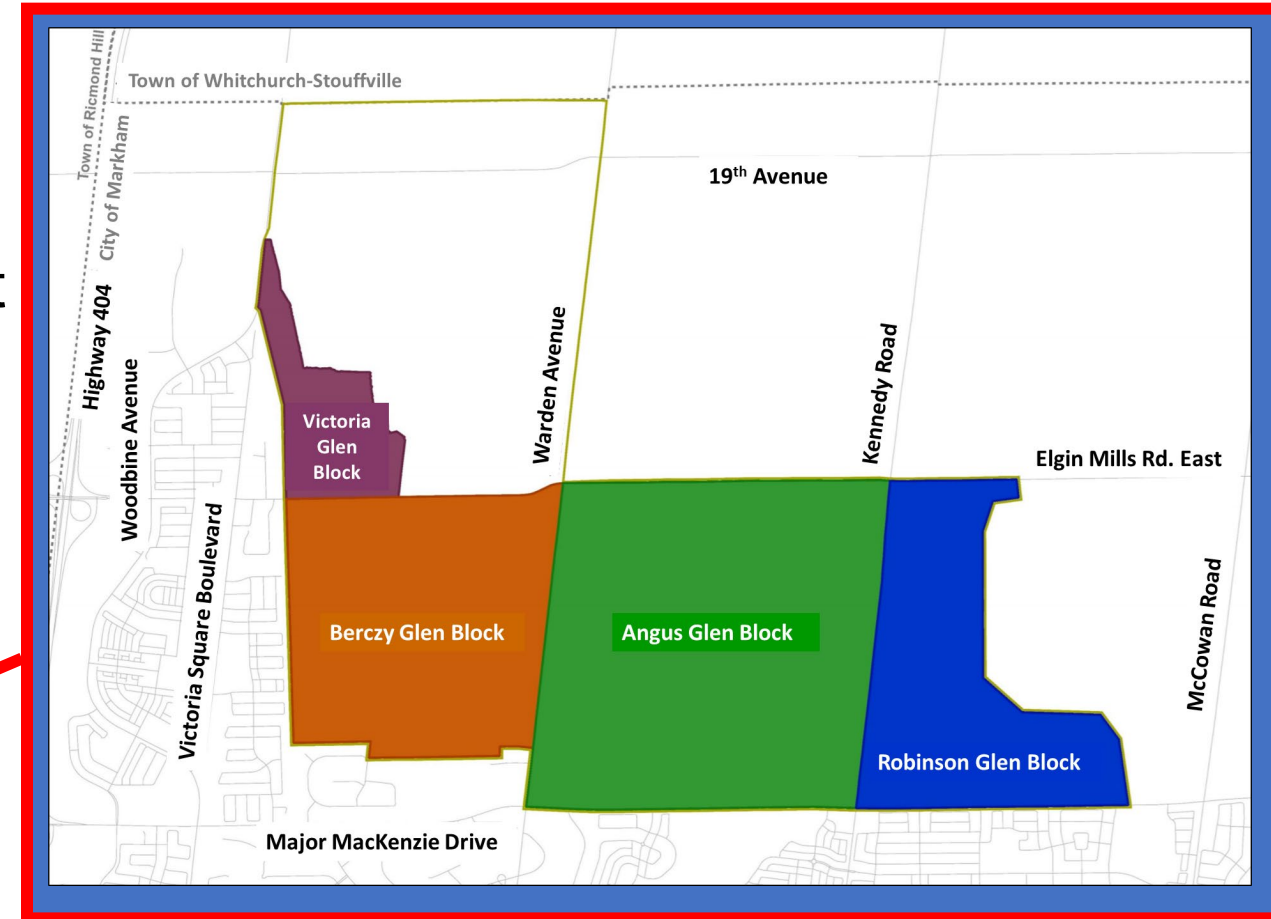 Town of Ricmond Hill
City of Markham
Town of Whitchurch-Stouffville
19th Avenue
Highway 404
Woodbine Avenue
Victoria
Glen
Block
Warden Avenue
Kennedy Road
Elgin Mills Rd. East
Victoria Square Boulevard
Berczy Glen Block
Angus Glen Block
McCowan Road
Robinson Glen Block
Major MacKenzie Drive